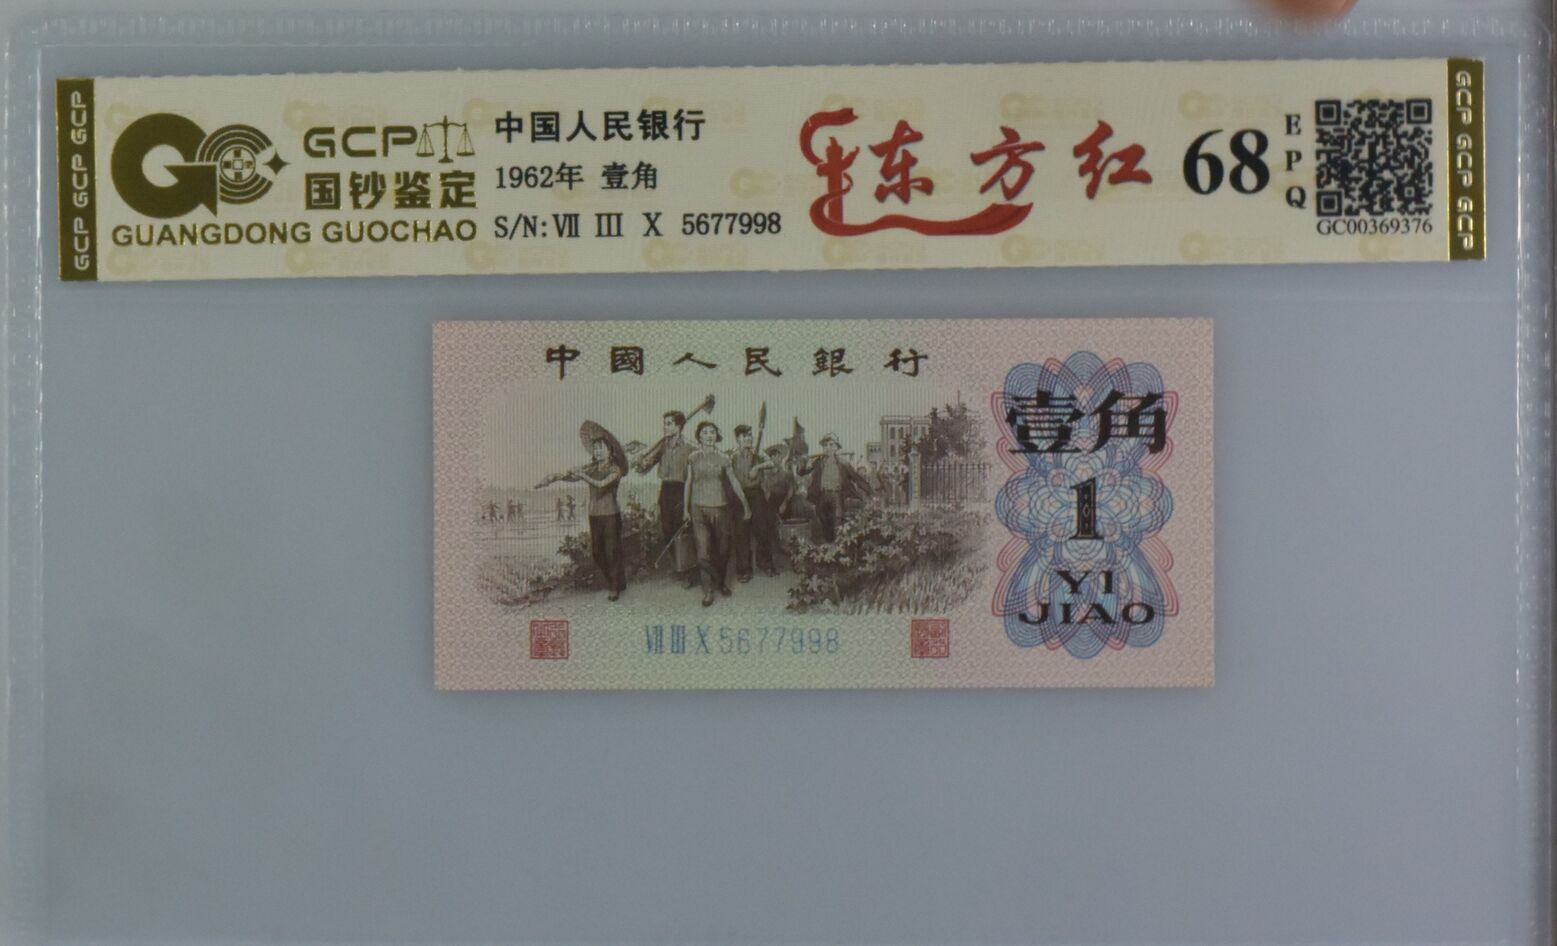 GCP GCP GCP
GCP
国钞鉴定
GUANGDONG GUOCHAO
中国人民银行
1962年 壹角
S/N: Ⅶ Ⅲ Ⅹ 5677998
东方红
68
EPQ
GC00369376
GCP GCP GCP
中國人民銀行
壹角
1
YI
JIAO
Ⅶ Ⅲ Ⅹ 5677998